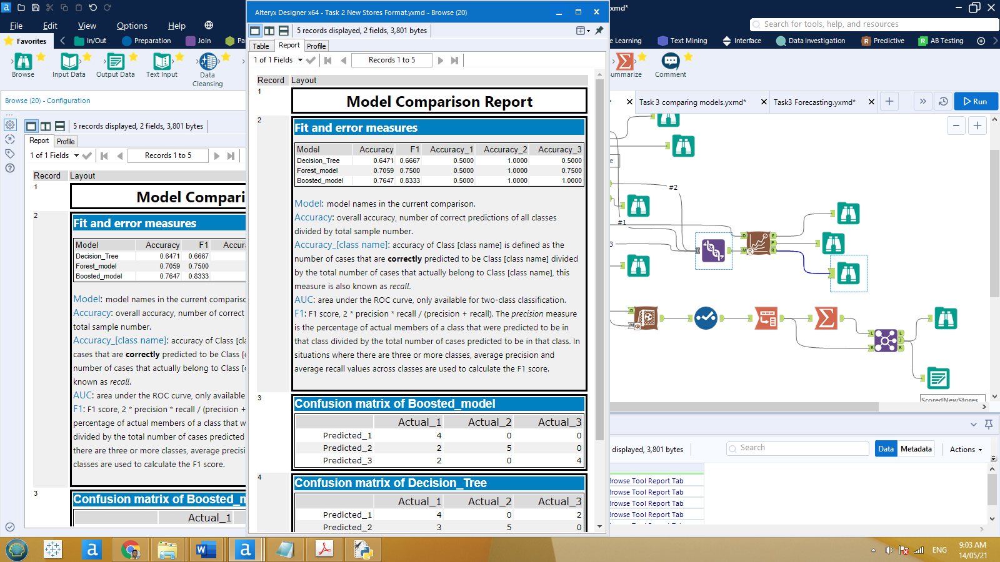 Alteryx Designer x64 - Task 2 New Stores Format.yxmd - Browse (20)
xmd*
File Edit View Options Help
Search for tools, help, and resources
Favorites In/Out Preparation Join Pa
e Learning Text Mining Interface Data Investigation Predictive AB Testing
Browse Input Data Output Data Text Input Data Cleansing
ummarize Comment
Browse (20) - Configuration
Task 3 comparing models.yxmd* Task3 Forecasting.yxmd* Run
5 records displayed, 2 fields, 3,801 bytes
Report Profile
1 of 1 Fields Records 1 to 5
Record Layout
1
Model Compari
2
Fit and error measures
Model Accuracy F1 Accur
Decision_Tree 0.6471 0.6667
Forest_model 0.7059 0.7500
Boosted_model 0.7647 0.8333
Model: model names in the current compariso
Accuracy: overall accuracy, number of correct
total sample number.
Accuracy_[class name]: accuracy of Class [cla
cases that are correctly predicted to be Class [c
number of cases that actually belong to Class [c
known as recall.
AUC: area under the ROC curve, only available
F1: F1 score, 2 * precision * recall / (precision +
percentage of actual members of a class that w
divided by the total number of cases predicted
there are three or more classes, average precisi
classes are used to calculate the F1 score.
3
Confusion matrix of Boosted_m
Actual_1
5 records displayed, 2 fields, 3,801 bytes
Table Report Profile
1 of 1 Fields Records 1 to 5
Record Layout
1
Model Comparison Report
2
Fit and error measures
Model Accuracy F1 Accuracy_1 Accuracy_2 Accuracy_3
Decision_Tree 0.6471 0.6667 0.5000 1.0000 0.5000
Forest_model 0.7059 0.7500 0.5000 1.0000 0.7500
Boosted_model 0.7647 0.8333 0.5000 1.0000 1.0000
Model: model names in the current comparison.
Accuracy: overall accuracy, number of correct predictions of all classes
divided by total sample number.
Accuracy_[class name]: accuracy of Class [class name] is defined as the
number of cases that are correctly predicted to be Class [class name] divided
by the total number of cases that actually belong to Class [class name], this
measure is also known as recall.
AUC: area under the ROC curve, only available for two-class classification.
F1: F1 score, 2 * precision * recall / (precision + recall). The precision measure
is the percentage of actual members of a class that were predicted to be in
that class divided by the total number of cases predicted to be in that class. In
situations where there are three or more classes, average precision and
average recall values across classes are used to calculate the F1 score.
3
Confusion matrix of Boosted_model
Actual_1 Actual_2 Actual_3
Predicted_1 4 0 0
Predicted_2 2 5 0
Predicted_3 2 0 4
4
Confusion matrix of Decision_Tree
Actual_1 Actual_2 Actual_3
Predicted_1 4 0 2
Predicted_2 3 5 0
e
#2
#1
3
D M R E P R
D M R
L R L J R
ScoredNewStores
displayed, 3,801 bytes Search Data Metadata Actions
Browse Tool Report Tab
Browse Tool Report Tab
Browse Tool Report Tab
Browse Tool Report Tab
ENG
9:03 AM
14/05/21